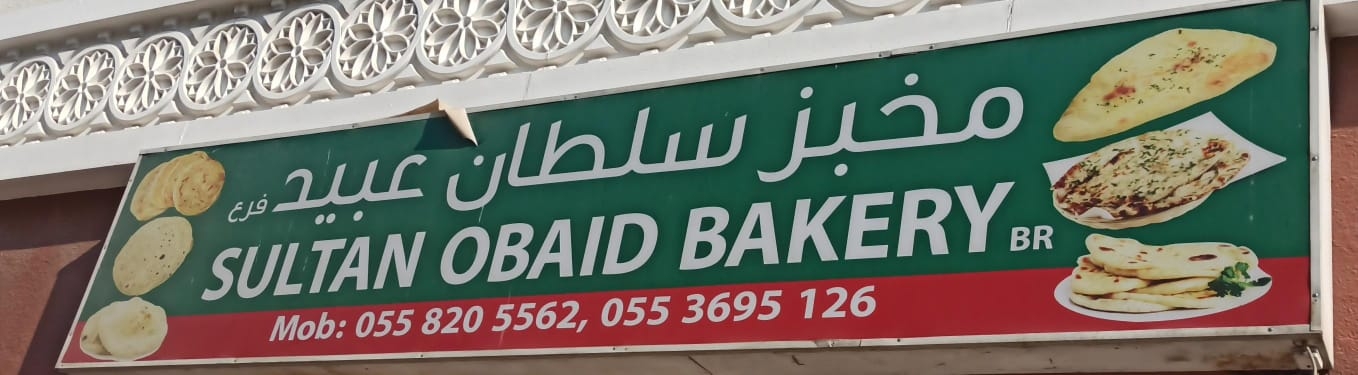 مخبز سلطان عبيد فرع
SULTAN OBAID BAKERY BR
Mob: 055 820 5562, 055 3695 126